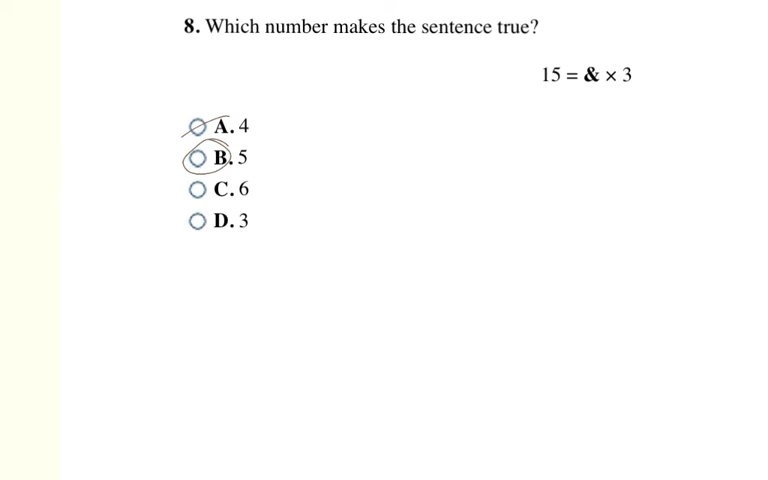 8. Which number makes the sentence true?
15 = & × 3
A. 4
B. 5
C. 6
D. 3